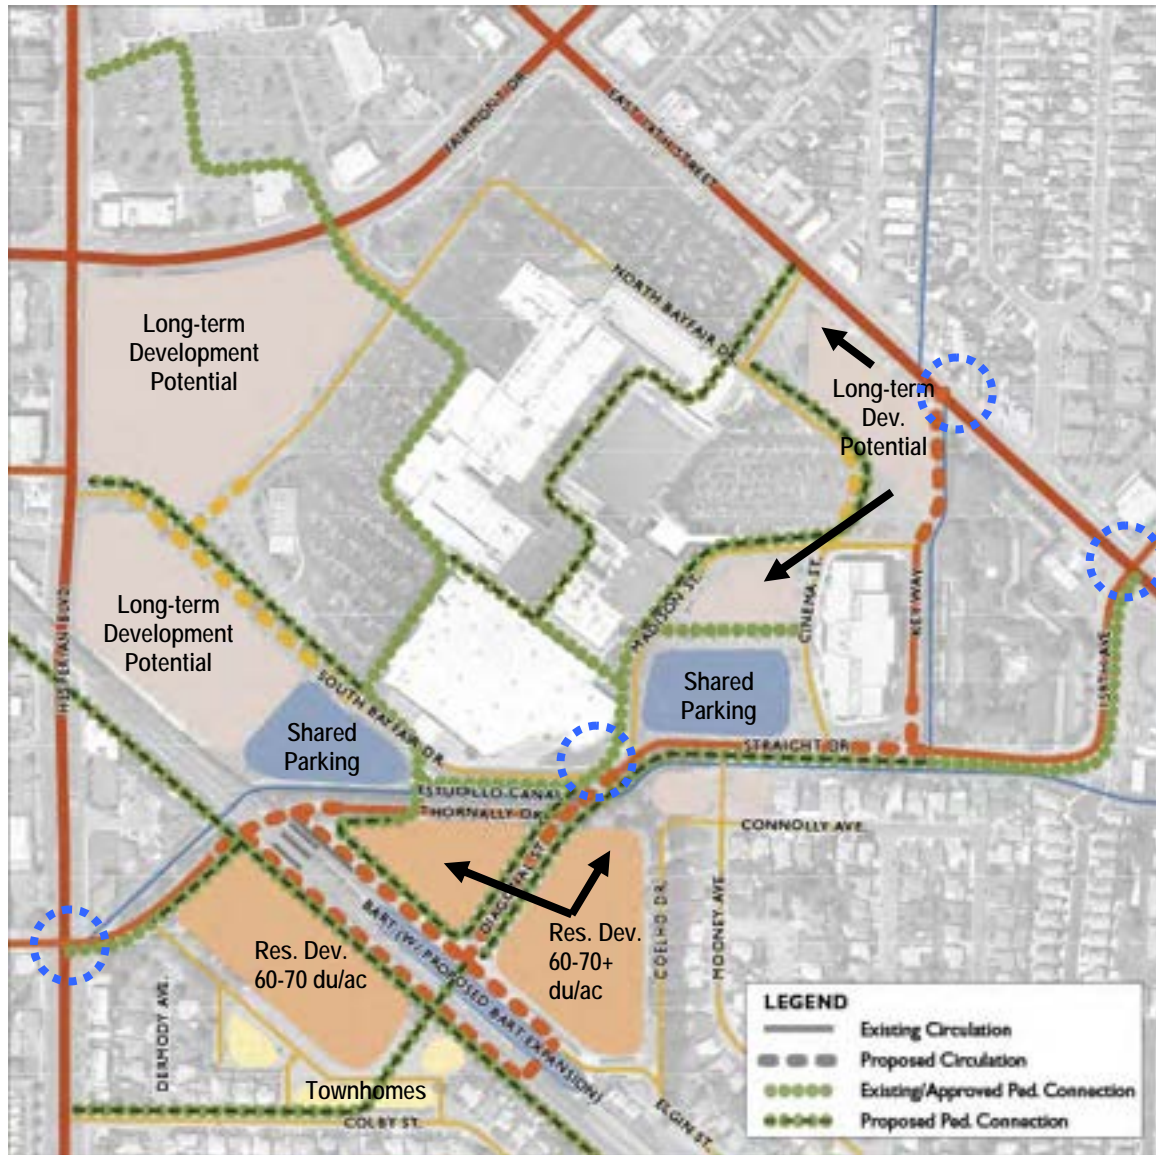 FAIRMONT DR.
EAST 14TH STREET
NORTH BAYFAIR DR.
Long-term
Development
Potential
Long-term
Dev.
Potential
HESPERIAN BLVD.
Long-term
Development
Potential
MADISON ST.
CINEMA ST.
KEY WAY
159TH AVE
SOUTH BAYFAIR DR.
Shared
Parking
Shared
Parking
STRAIGHT DR
ESTUDILLO CANAL
THORNALLY DR.
CONNOLLY AVE.
DIAGONAL ST.
BART (W/ PROPOSED BART EXPANSION)
Res. Dev.
60-70 du/ac
Res. Dev.
60-70+
du/ac
COELHO DR.
MOONEY AVE.
DERMODY AVE.
Townhomes
COLBY ST.
ELGIN ST.
LEGEND
Existing Circulation
Proposed Circulation
Existing/Approved Ped. Connection
Proposed Ped. Connection